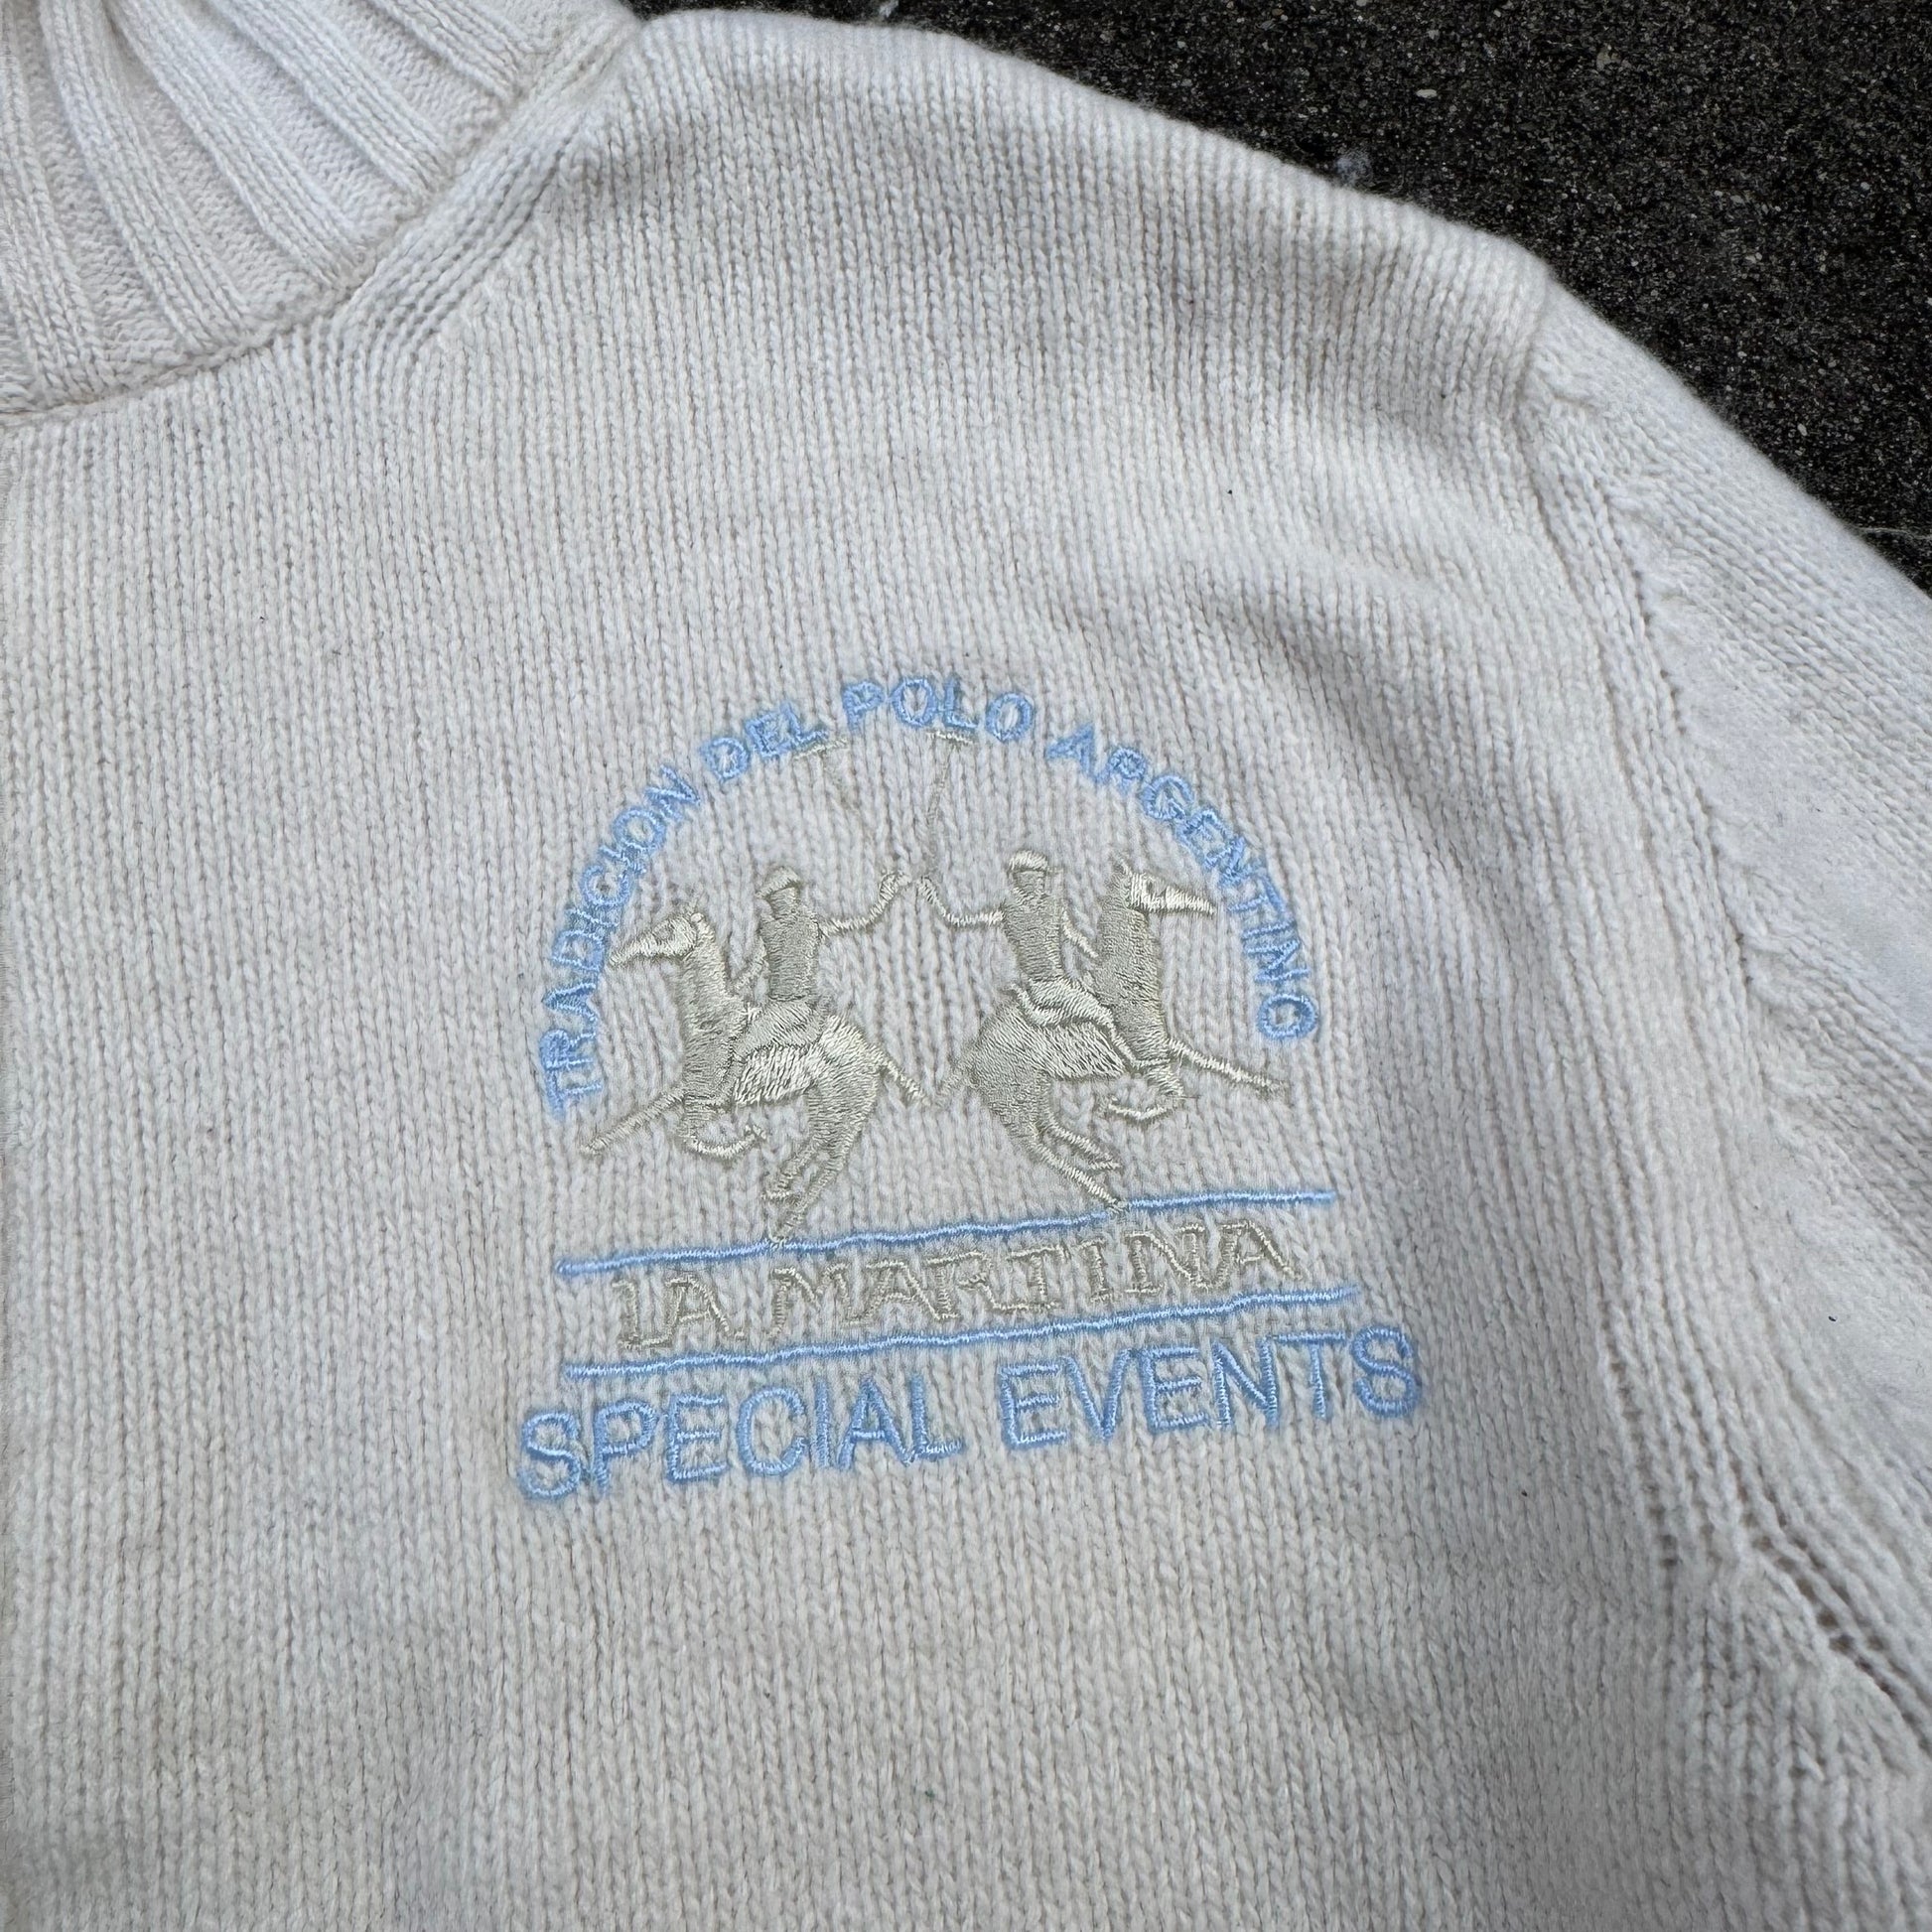 TRADICION DEL POLO ARGENTINO
LA MARTINA
SPECIAL EVENTS